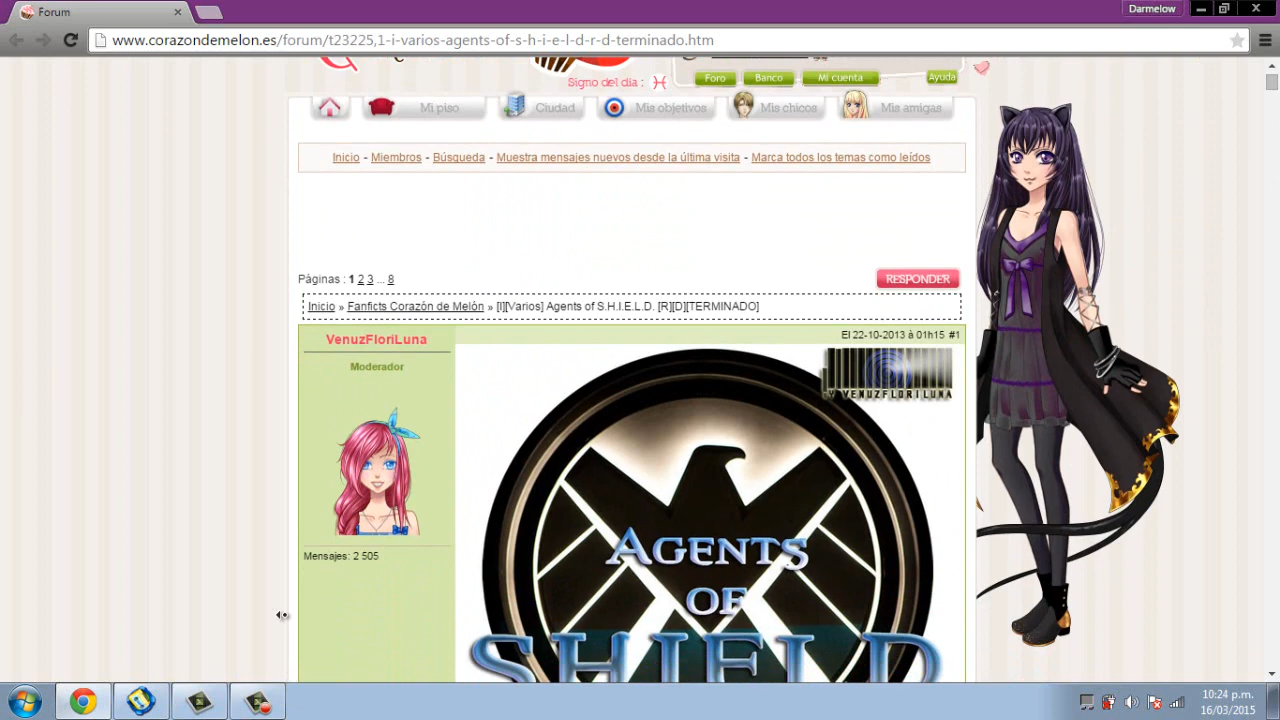 Forum
Darmelow
www.corazondemelon.es/forum/t23225,1-i-varios-agents-of-s-h-i-e-l-d-r-d-terminado.htm
Signo del dia :
Foro
Banco
Mi cuenta
Ayuda
Mi piso
Ciudad
Mis objetivos
Mis chicos
Mis amigas
Inicio - Miembros - Búsqueda - Muestra mensajes nuevos desde la última visita - Marca todos los temas como leídos
Páginas : 1 2 3 ... 8
RESPONDER
Inicio » Fanficts Corazón de Melón » [I][Varios] Agents of S.H.I.E.L.D. [R][D][TERMINADO]
VenuzFloriLuna
El 22-10-2013 à 01h15 #1
Moderador
Y VENUZFLORILUNA
AGENTS
OF
SHIELD
Mensajes: 2 505
10:24 p.m.
16/03/2015